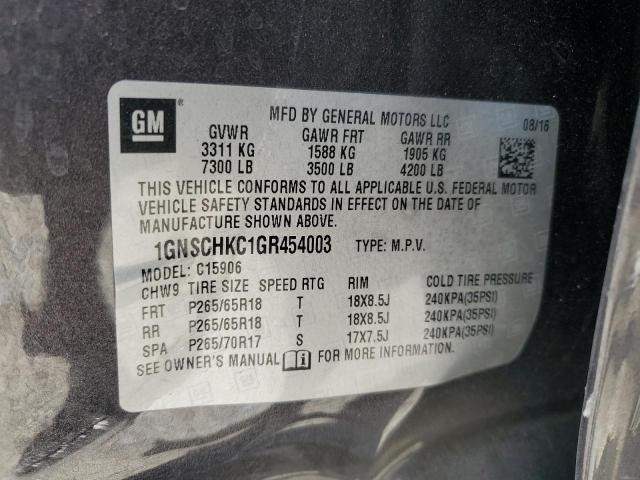 GM
MFD BY GENERAL MOTORS LLC 08/16
GVWR GAWR FRT GAWR RR
3311 KG 1588 KG 1905 KG
7300 LB 3500 LB 4200 LB
THIS VEHICLE CONFORMS TO ALL APPLICABLE U.S. FEDERAL MOTOR
VEHICLE SAFETY STANDARDS IN EFFECT ON THE DATE OF
MANUFACTURE SHOWN ABOVE.
1GNSCHKC1GR454003 TYPE: M.P.V.
MODEL: C15906
CHW9 TIRE SIZE SPEED RTG RIM COLD TIRE PRESSURE
FRT P265/65R18 T 18X8.5J 240KPA(35PSI)
RR P265/65R18 T 18X8.5J 240KPA(35PSI)
SPA P265/70R17 S 17X7.5J 240KPA(35PSI)
SEE OWNER'S MANUAL FOR MORE INFORMATION.